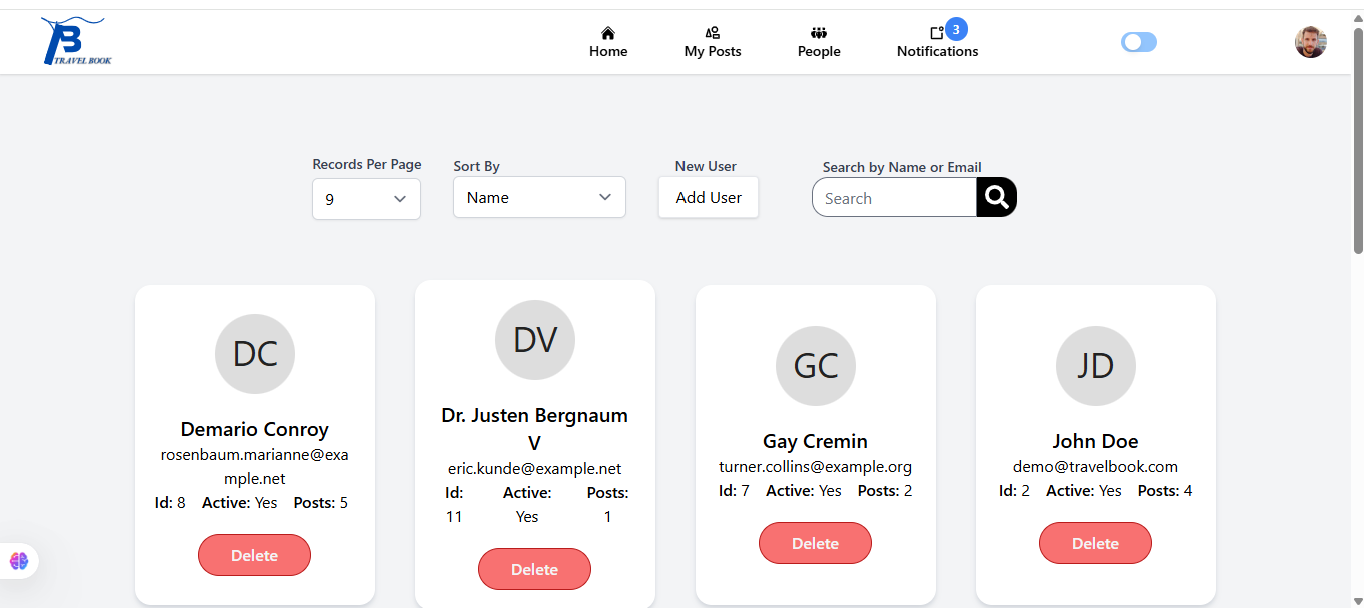 TRAVEL BOOK
Home
My Posts
People
Notifications
3
Records Per Page
Sort By
New User
Search by Name or Email
9
Name
Add User
Search
DC
Demario Conroy
rosenbaum.marianne@exa
mple.net
Id: 8 Active: Yes Posts: 5
Delete
DV
Dr. Justen Bergnaum
V
eric.kunde@example.net
Id: Active: Posts:
11 Yes 1
Delete
GC
Gay Cremin
turner.collins@example.org
Id: 7 Active: Yes Posts: 2
Delete
JD
John Doe
demo@travelbook.com
Id: 2 Active: Yes Posts: 4
Delete